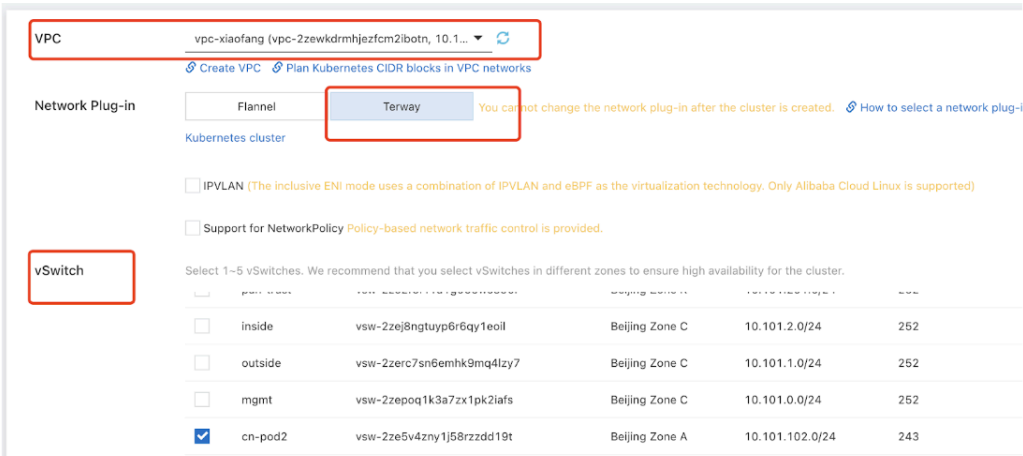 VPC
vpc-xiaofang (vpc-2zewkdrmhjezfcm2ibotn, 10.1...
Create VPC Plan Kubernetes CIDR blocks in VPC networks
Network Plug-in Flannel Terway You cannot change the network plug-in after the cluster is created. How to select a network plug-i
Kubernetes cluster
IPVLAN (The inclusive ENI mode uses a combination of IPVLAN and eBPF as the virtualization technology. Only Alibaba Cloud Linux is supported)
Support for NetworkPolicy Policy-based network traffic control is provided.
vSwitch Select 1~5 vSwitches. We recommend that you select vSwitches in different zones to ensure high availability for the cluster.
inside vsw-2zej8ngtuyp6r6qy1eoil Beijing Zone C 10.101.2.0/24 252
outside vsw-2zerc7sn6emhk9mq4lzy7 Beijing Zone C 10.101.1.0/24 252
mgmt vsw-2zepoq1k3a7zx1pk2iafs Beijing Zone C 10.101.0.0/24 252
cn-pod2 vsw-2ze5v4zny1j58rzzdd19t Beijing Zone A 10.101.102.0/24 243